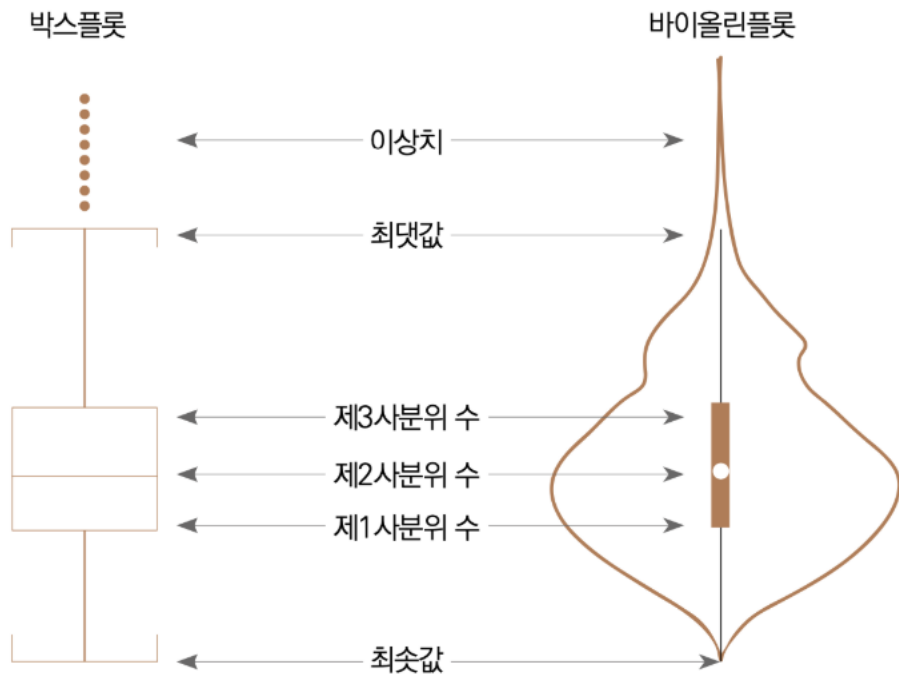 박스플롯
바이올린플롯
이상치
최댓값
제3사분위 수
제2사분위 수
제1사분위 수
최솟값